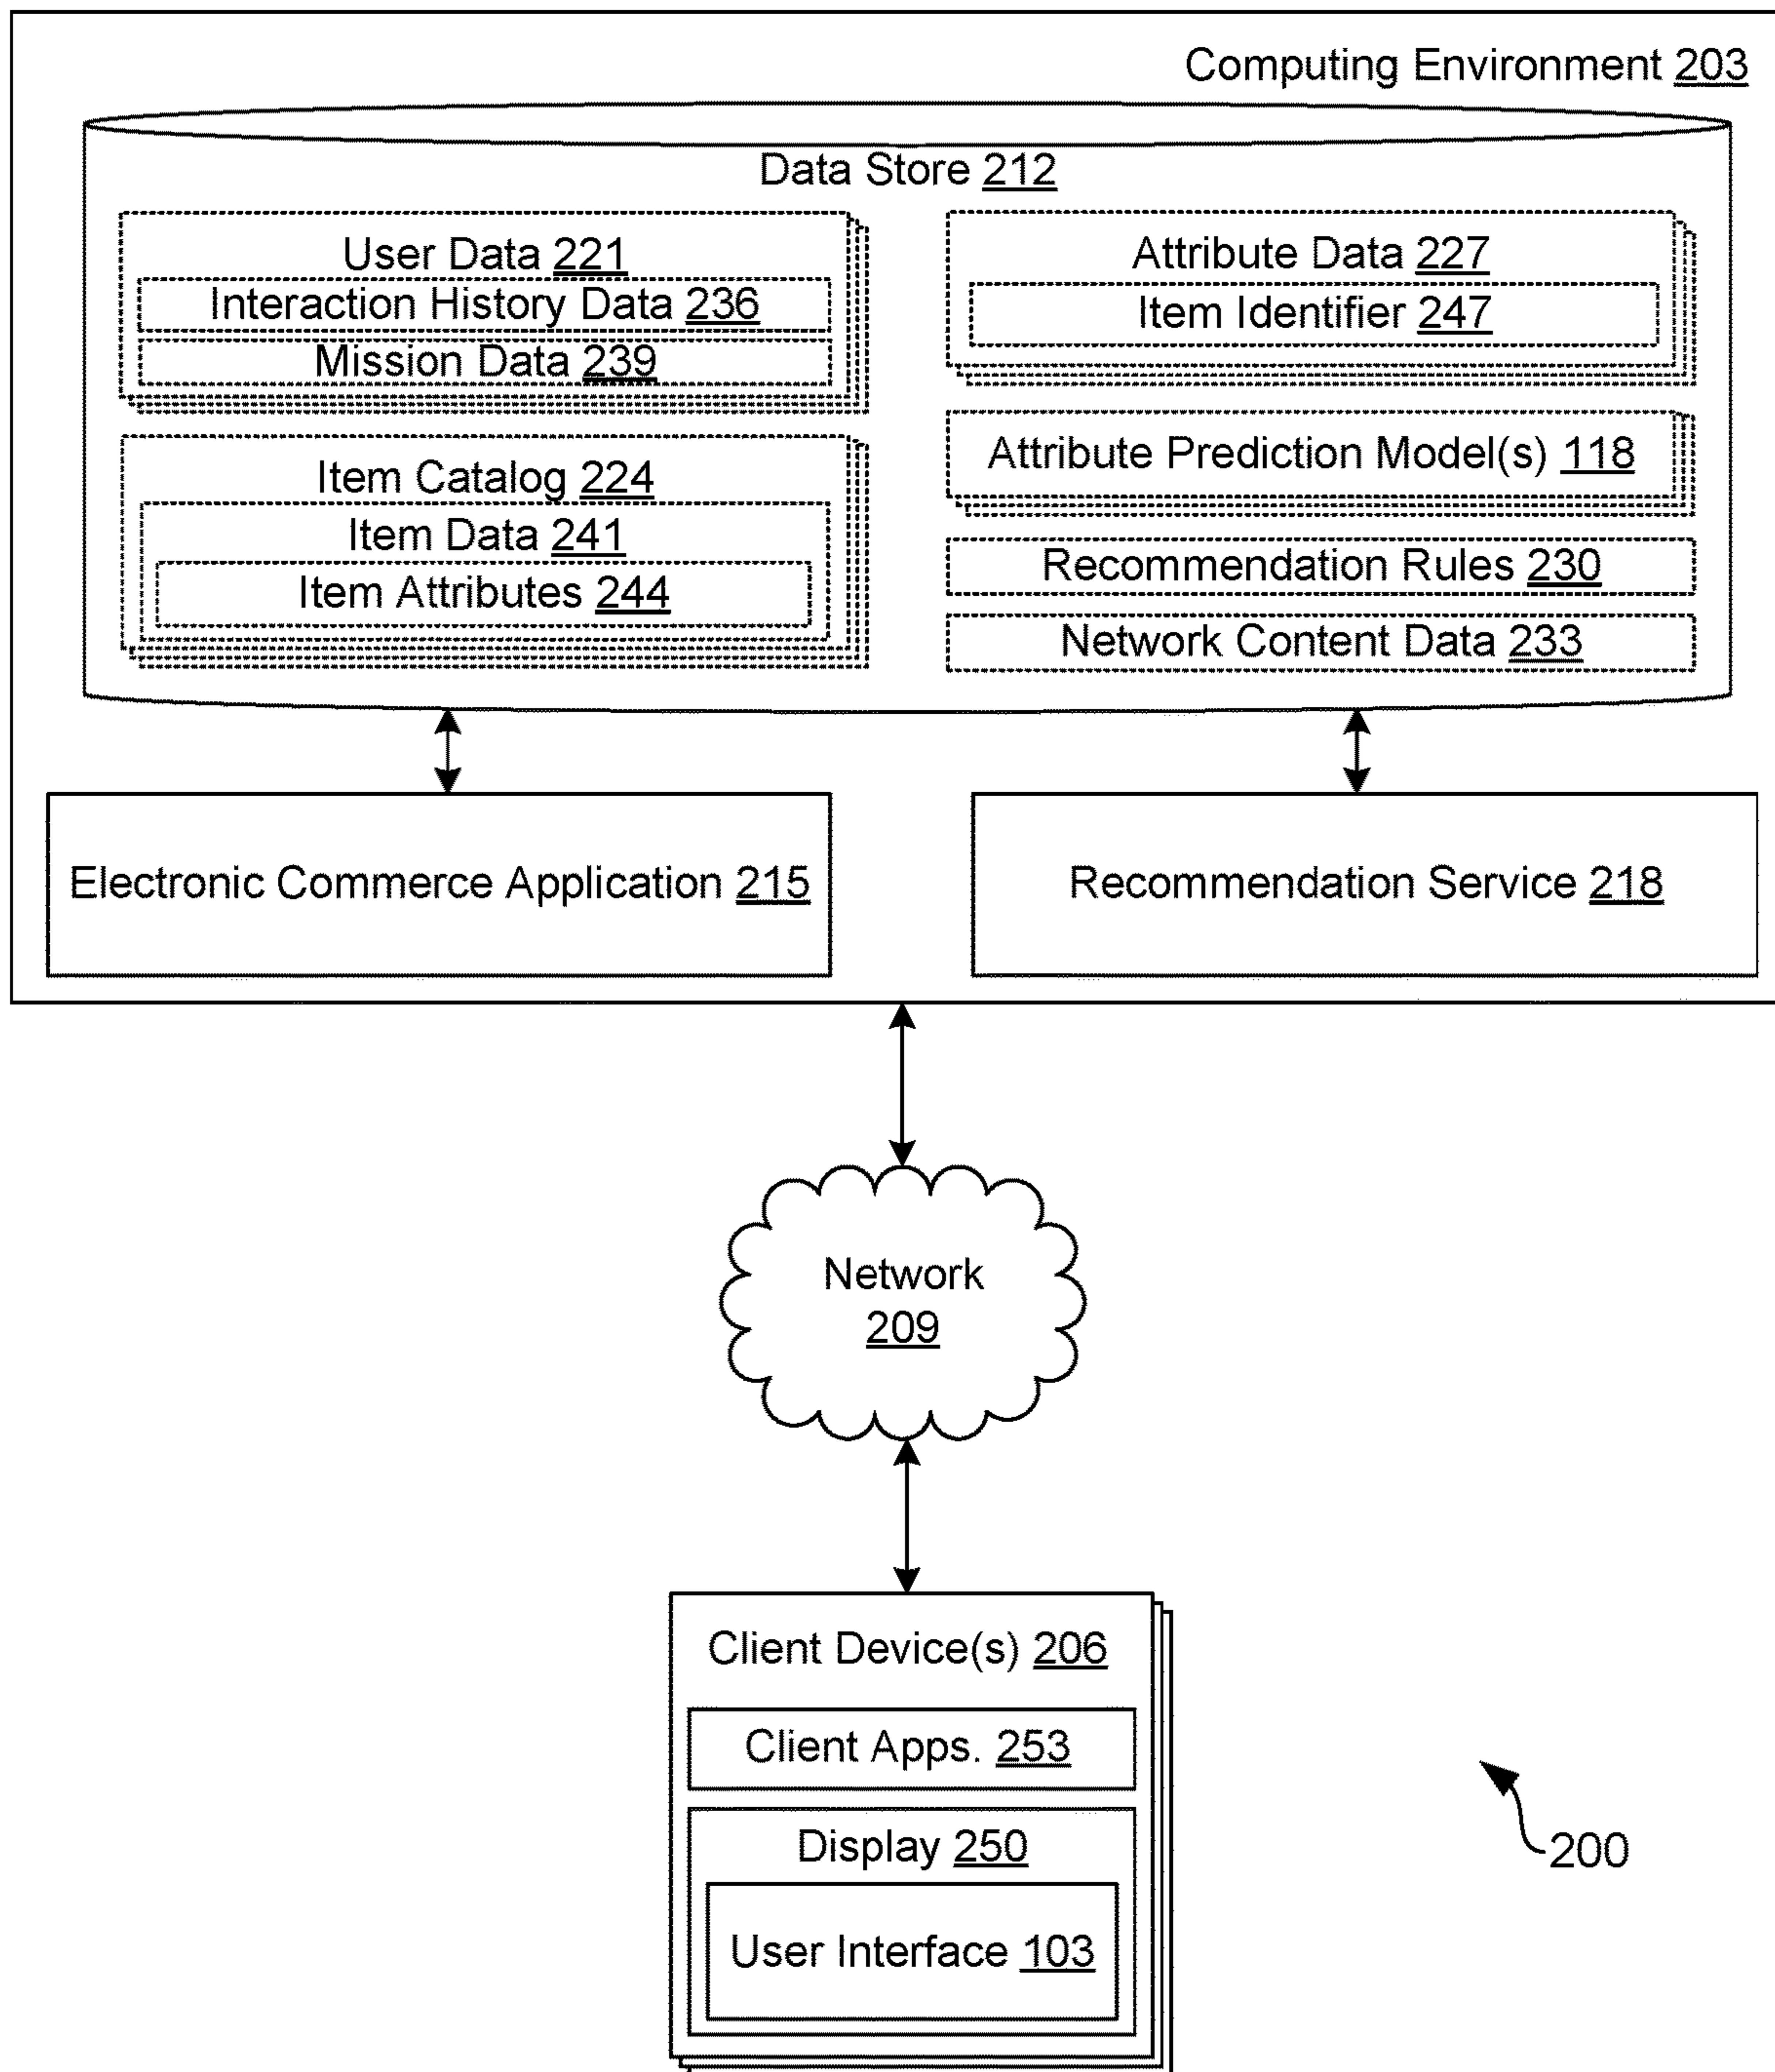 Computing Environment 203
Data Store 212
User Data 221
Interaction History Data 236
Mission Data 239
Item Catalog 224
Item Data 241
Item Attributes 244
Attribute Data 227
Item Identifier 247
Attribute Prediction Model(s) 118
Recommendation Rules 230
Network Content Data 233
Electronic Commerce Application 215
Recommendation Service 218
Network
209
Client Device(s) 206
Client Apps. 253
Display 250
User Interface 103
200